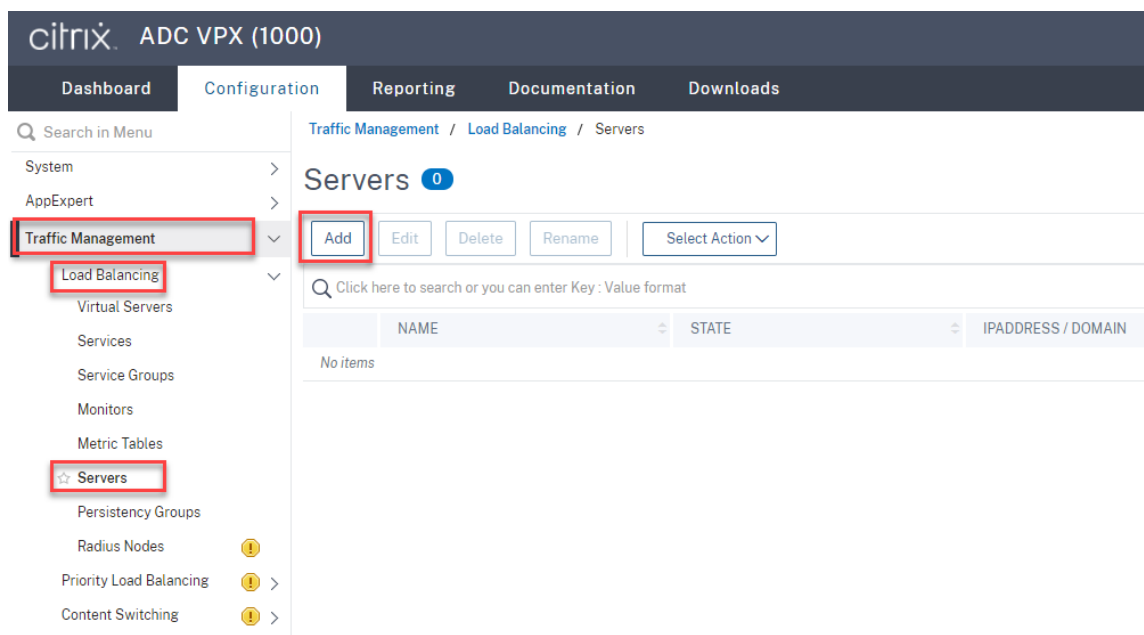 citrix. ADC VPX (1000)
Dashboard Configuration Reporting Documentation Downloads
Search in Menu
Traffic Management / Load Balancing / Servers
System
Servers 0
AppExpert
Traffic Management
Add Edit Delete Rename Select Action
Load Balancing
Click here to search or you can enter Key : Value format
Virtual Servers
NAME STATE IPADDRESS / DOMAIN
Services
No items
Service Groups
Monitors
Metric Tables
Servers
Persistency Groups
Radius Nodes
Priority Load Balancing
Content Switching